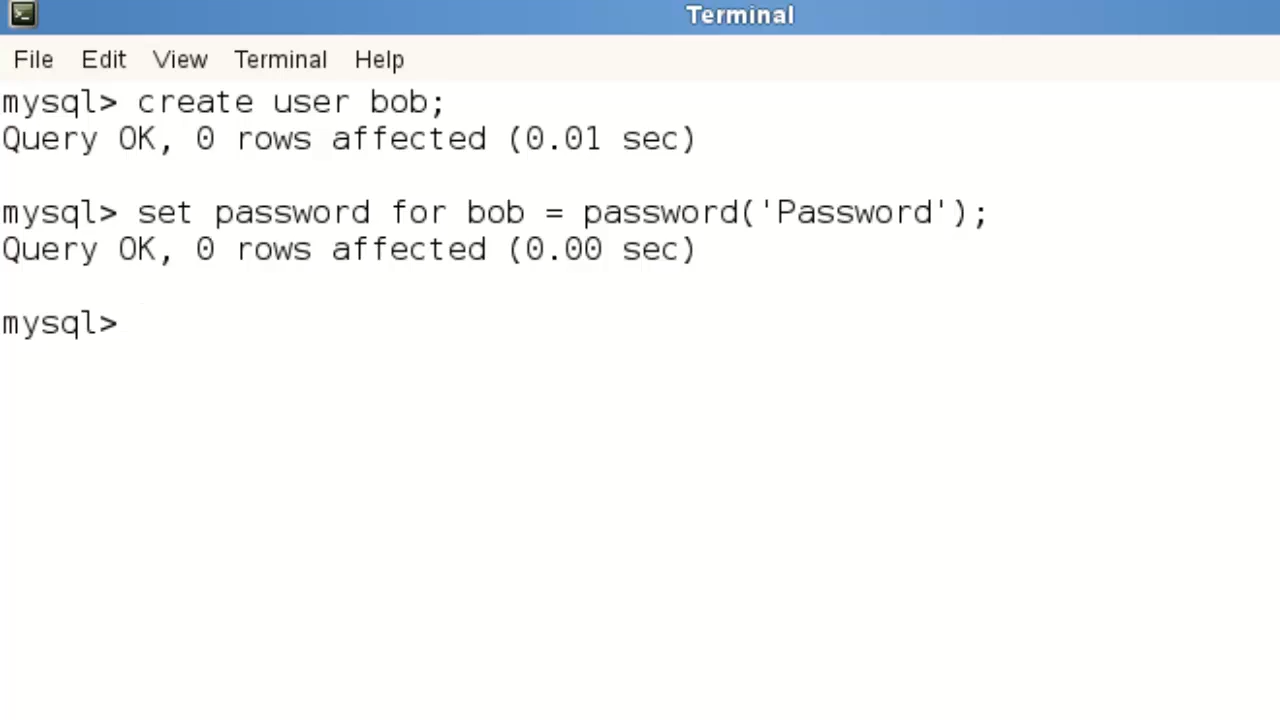 Terminal
File Edit View Terminal Help
mysql> create user bob;
Query OK, 0 rows affected (0.01 sec)
mysql> set password for bob = password('Password');
Query OK, 0 rows affected (0.00 sec)
mysql>